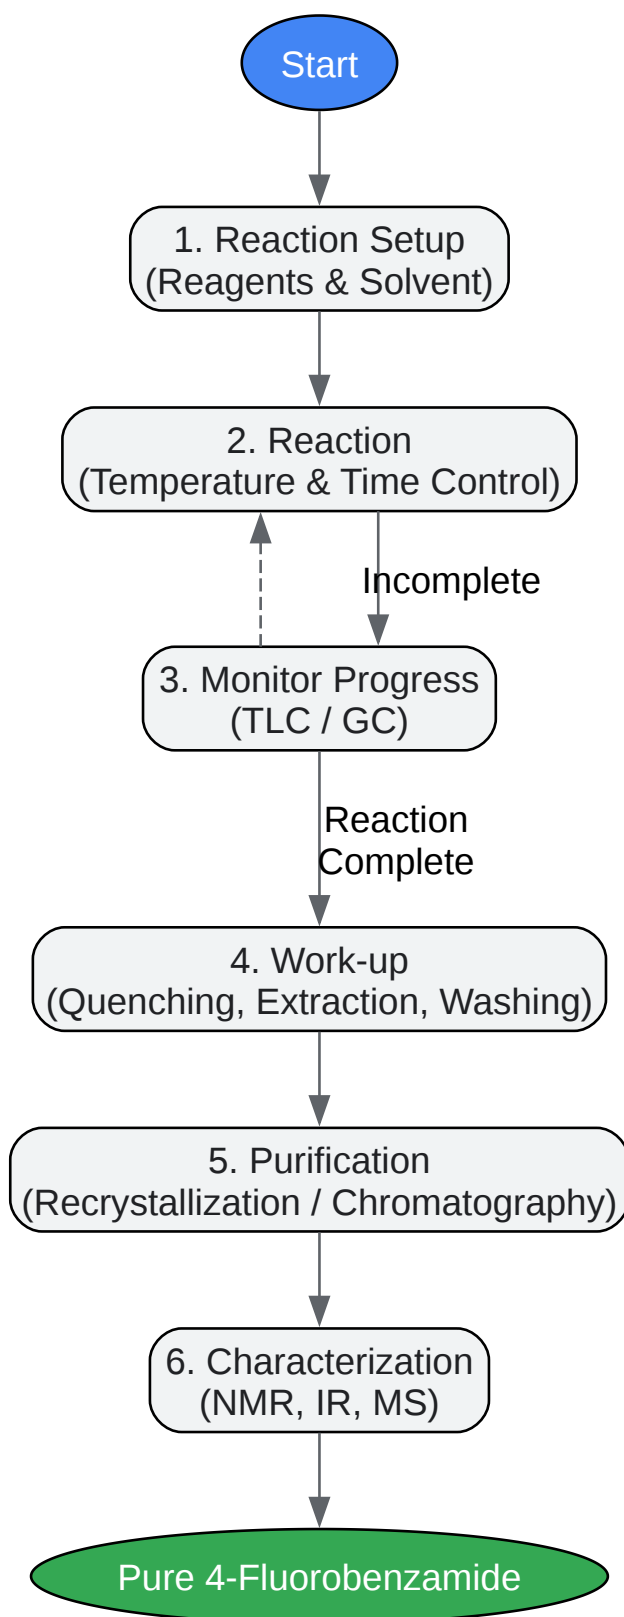 Start
1. Reaction Setup
(Reagents & Solvent)
2. Reaction
(Temperature & Time Control)
Incomplete
3. Monitor Progress
(TLC / GC)
Reaction
Complete
4. Work-up
(Quenching, Extraction, Washing)
5. Purification
(Recrystallization / Chromatography)
6. Characterization
(NMR, IR, MS)
Pure 4-Fluorobenzamide